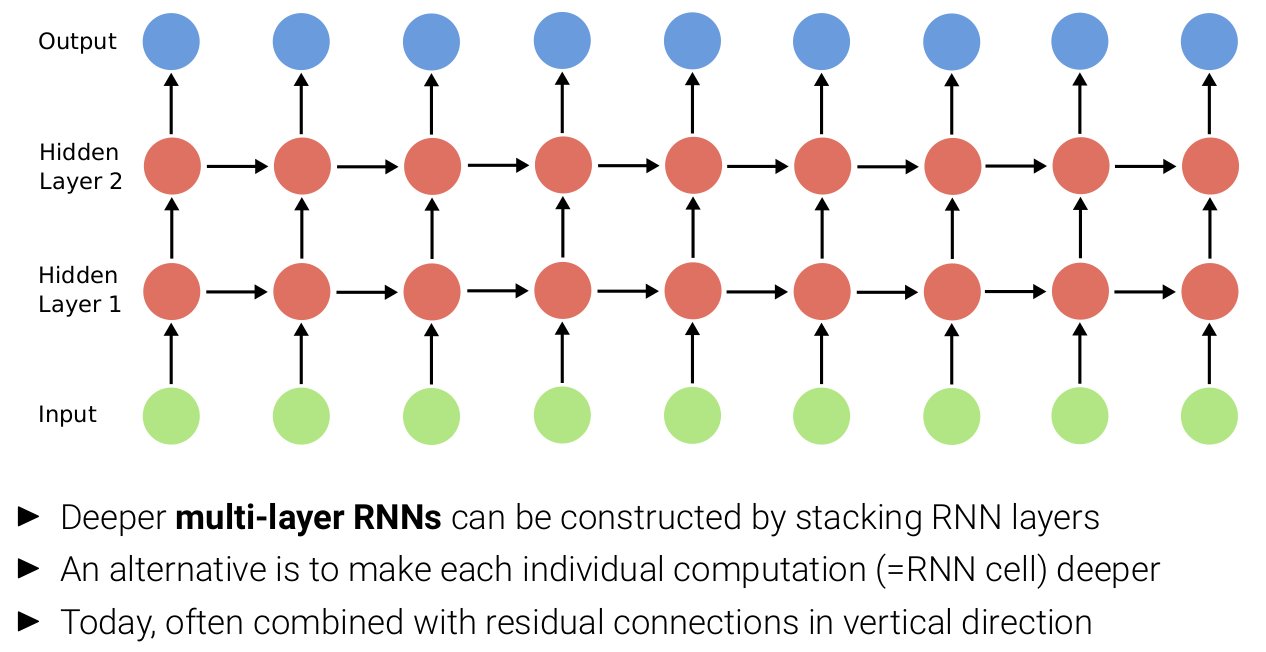 Output
Hidden
Layer 2
Hidden
Layer 1
Input
► Deeper multi-layer RNNs can be constructed by stacking RNN layers
► An alternative is to make each individual computation (=RNN cell) deeper
► Today, often combined with residual connections in vertical direction